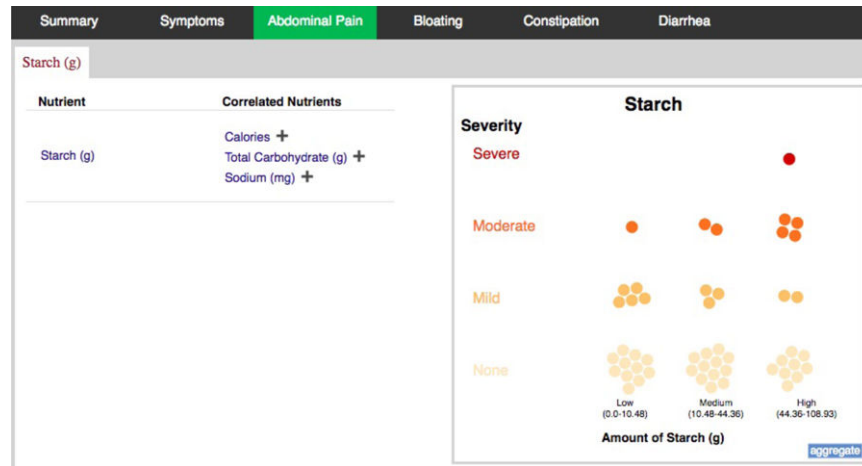 Summary Symptoms Abdominal Pain Bloating Constipation Diarrhea
Starch (g)
Nutrient Correlated Nutrients
Starch (g)
Calories +
Total Carbohydrate (g) +
Sodium (mg) +
Starch
Severity
Severe
Moderate
Mild
None
Low Medium High
(0.0-10.48) (10.48-44.36) (44.36-108.93)
Amount of Starch (g)
aggregate